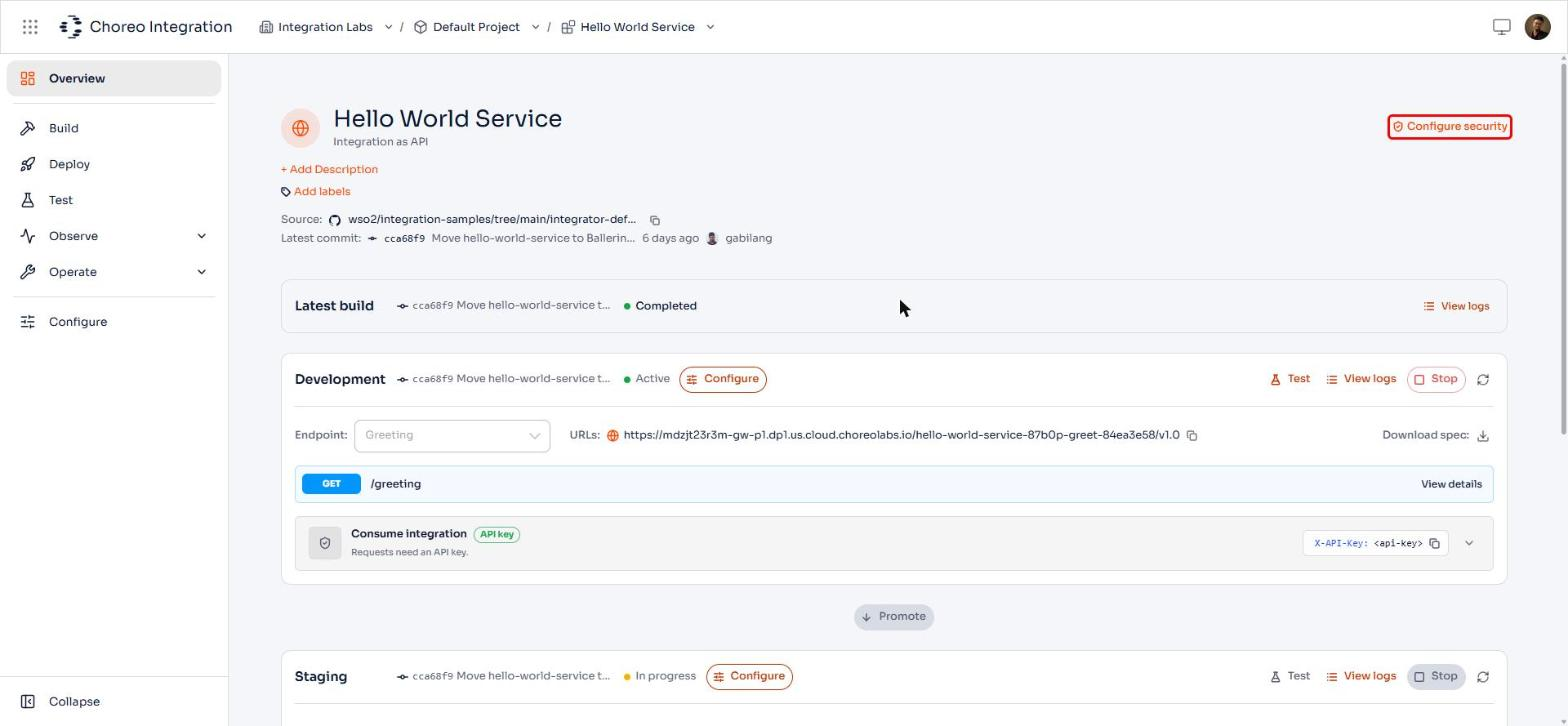 Choreo Integration
Integration Labs / Default Project / Hello World Service
Overview
Build
Deploy
Test
Observe
Operate
Configure
Collapse
Hello World Service
Integration as API
Configure security
+ Add Description
Add labels
Source: wso2/integration-samples/tree/main/integrator-def...
Latest commit: cca68f9 Move hello-world-service to Ballerin... 6 days ago gabilang
Latest build cca68f9 Move hello-world-service t... Completed View logs
Development cca68f9 Move hello-world-service t... Active Configure Test View logs Stop
Endpoint: Greeting URLs: https://mdzjt23r3m-gw-p1.dp1.us.cloud.choreolabs.io/hello-world-service-87b0p-greet-84ea3e58/v1.0 Download spec:
GET /greeting View details
Consume integration API key
Requests need an API key.
X-API-Key: <api-key>
Promote
Staging cca68f9 Move hello-world-service t... In progress Configure Test View logs Stop